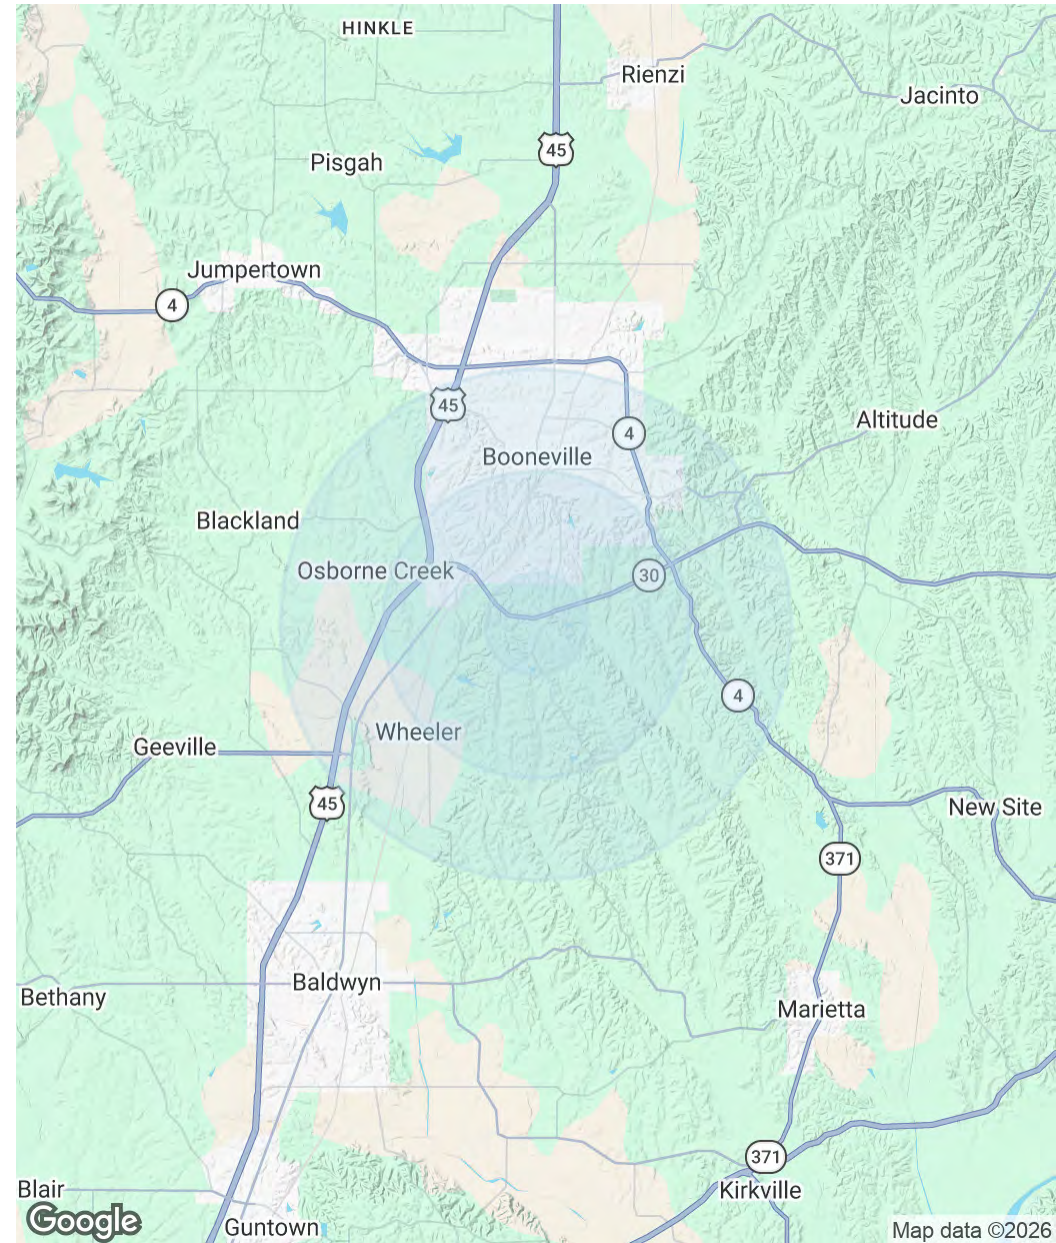 HINKLE
Rienzi
Jacinto
45
Pisgah
Jumpertown
4
45
Altitude
4
Booneville
Blackland
Osborne Creek
30
4
Wheeler
Geeville
45
New Site
371
Baldwyn
Bethany
Marietta
371
Kirkville
Blair
Google
Guntown
Map data ©2026